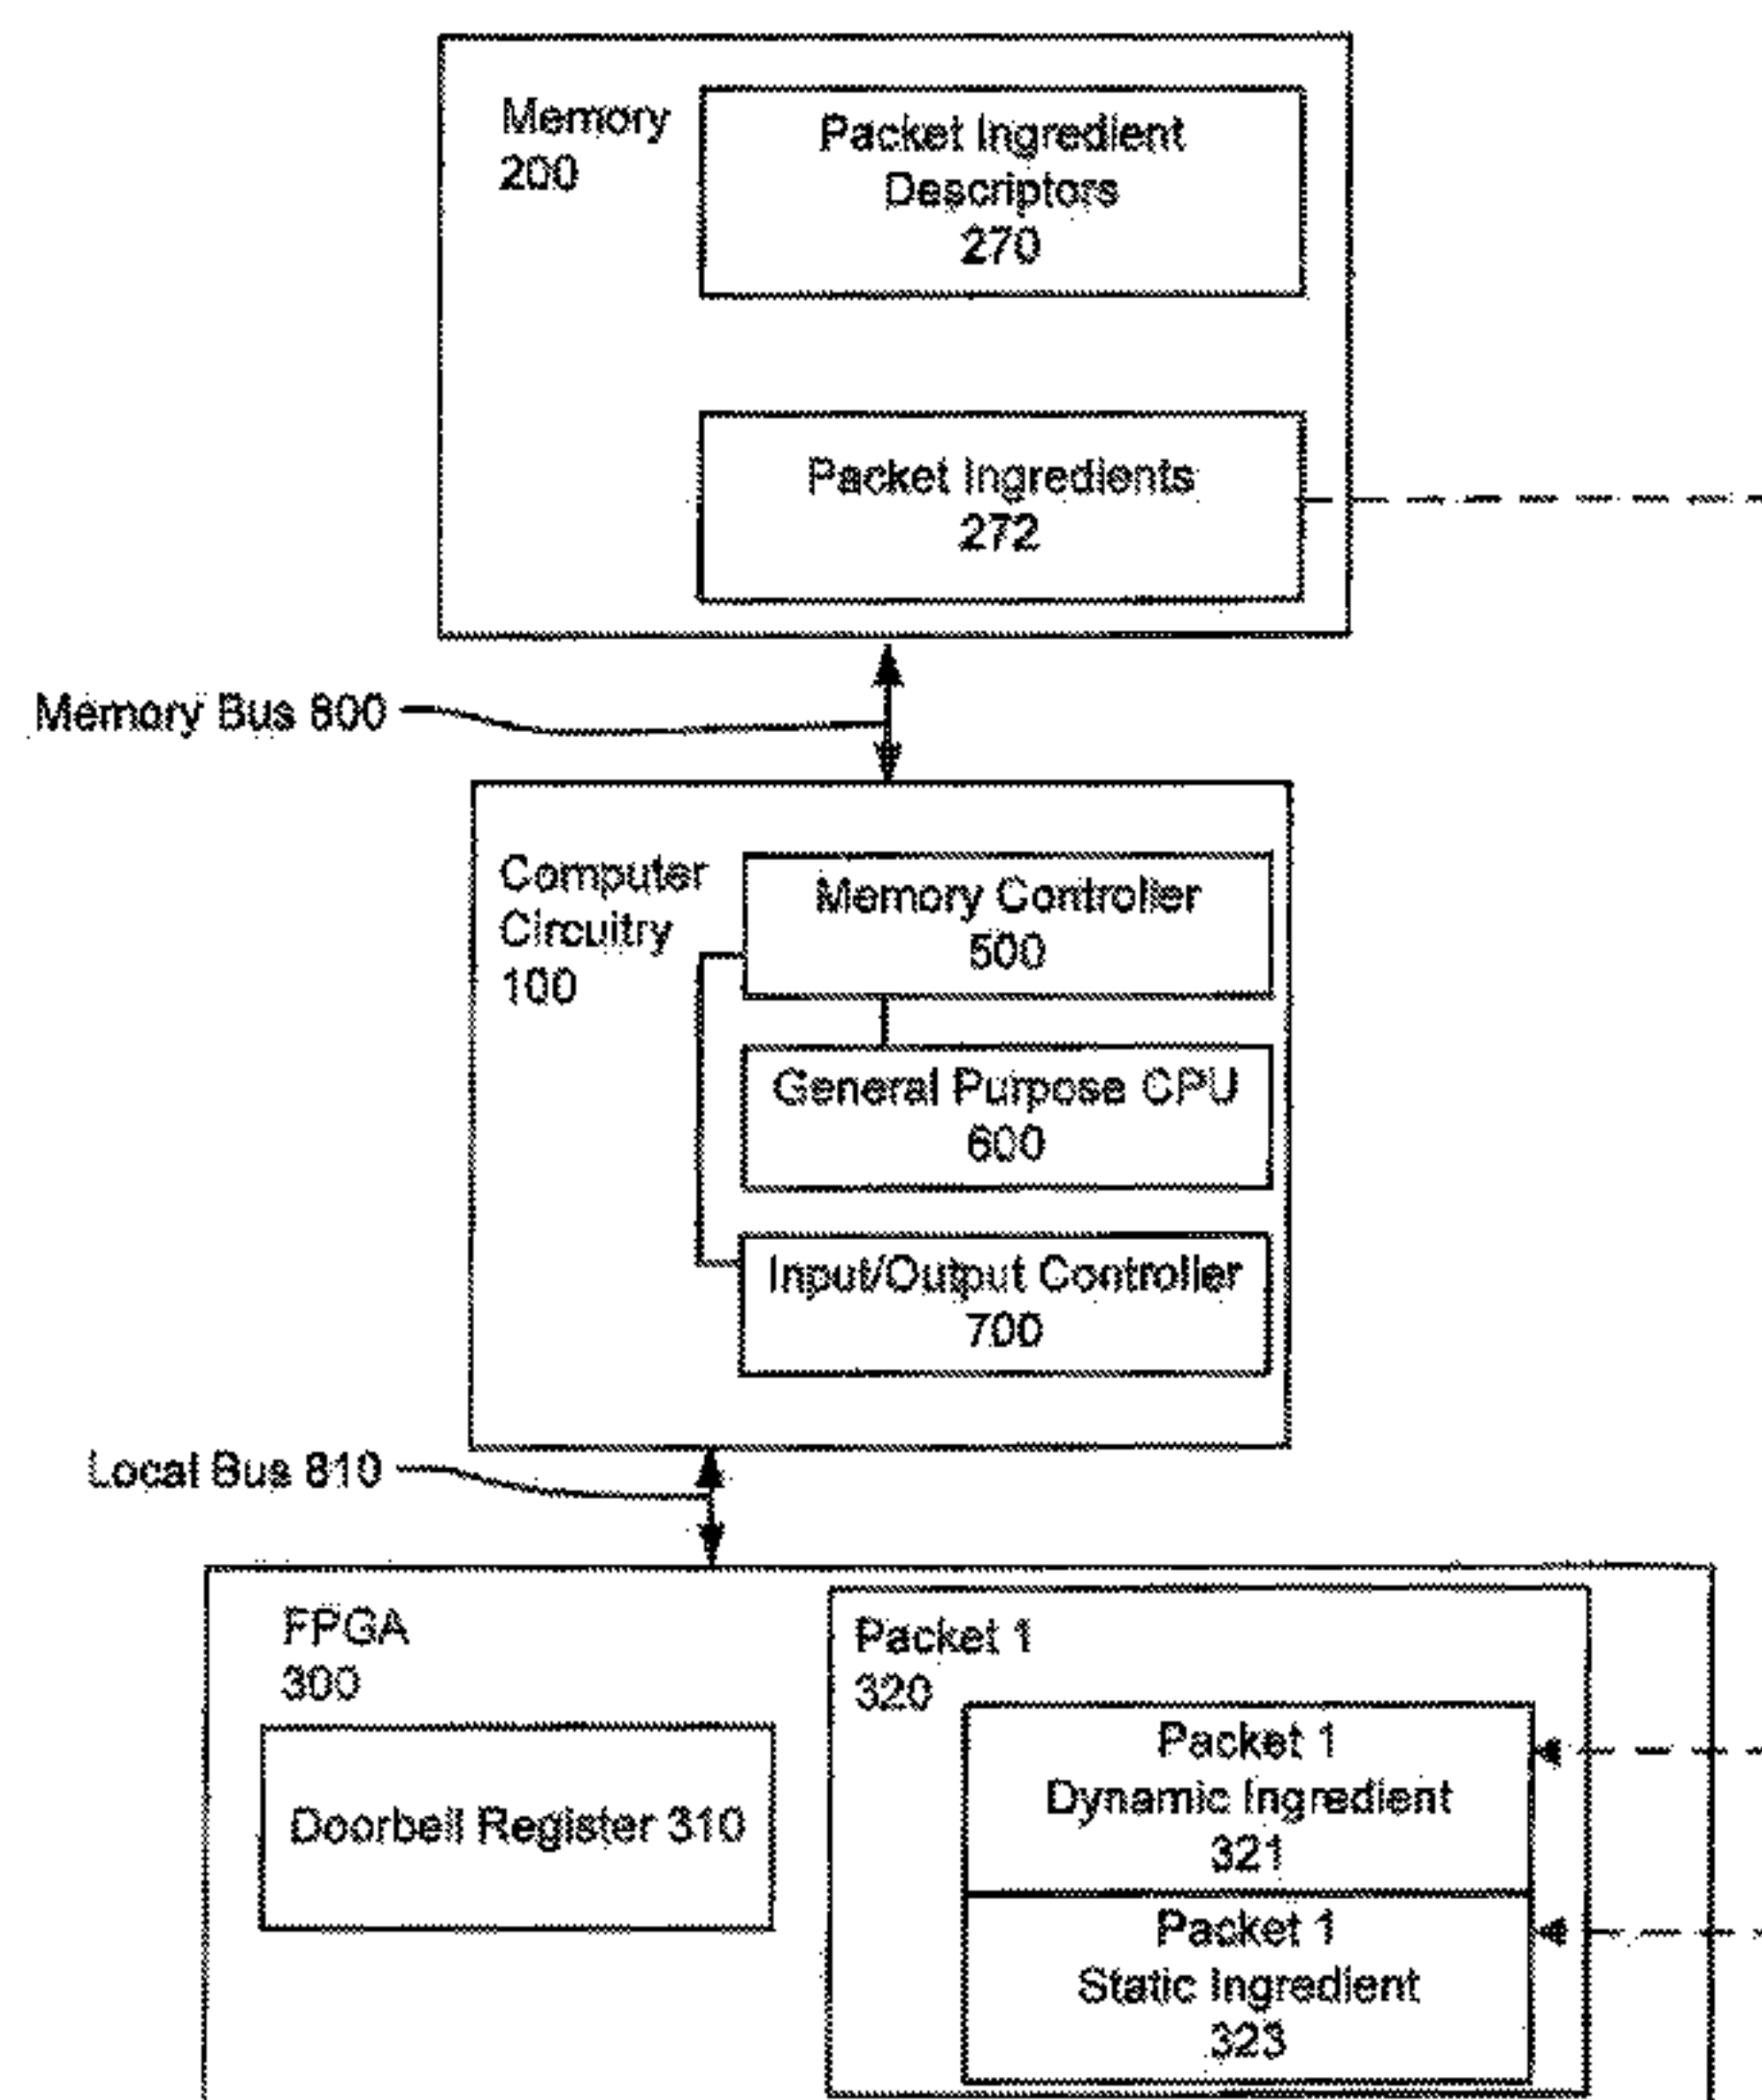 Memory
200
Packet Ingredient
Descriptors
270
Packet Ingredients
272
Memory Bus 800
Computer
Circuitry
100
Memory Controller
500
General Purpose CPU
600
Input/Output Controller
700
Local Bus 810
FPGA
300
Doorbell Register 310
Packet 1
320
Packet 1
Dynamic Ingredient
321
Packet 1
Static Ingredient
323